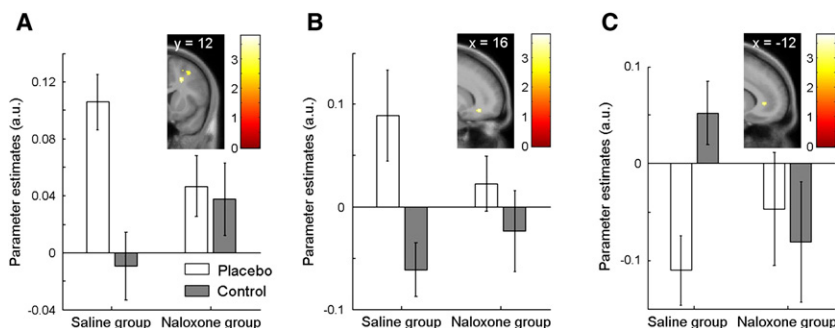 A
Parameter estimates (a.u.)
0.12
0.08
0.04
0
-0.04
y = 12
3
2
1
0
Placebo
Control
Saline group
Naloxone group
B
Parameter estimates (a.u.)
0.1
0
-0.1
x = 16
3
2
1
0
Saline group
Naloxone group
C
Parameter estimates (a.u.)
0.1
0
-0.1
x = -12
3
2
1
0
Saline group
Naloxone group